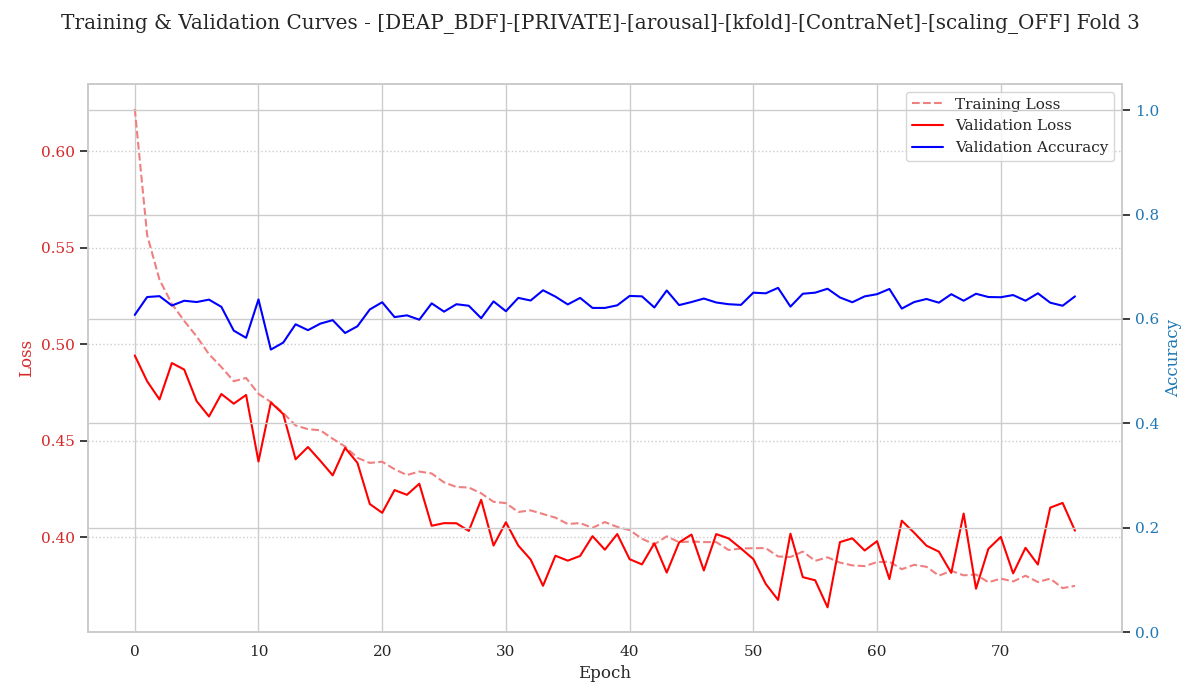 Training & Validation Curves - [DEAP_BDF]-[PRIVATE]-[arousal]-[kfold]-[ContraNet]-[scaling_OFF] Fold 3
Training Loss
Validation Loss
Validation Accuracy
0.60
0.55
0.50
0.45
0.40
Loss
1.0
0.8
0.6
0.4
0.2
0.0
Accuracy
0 10 20 30 40 50 60 70
Epoch